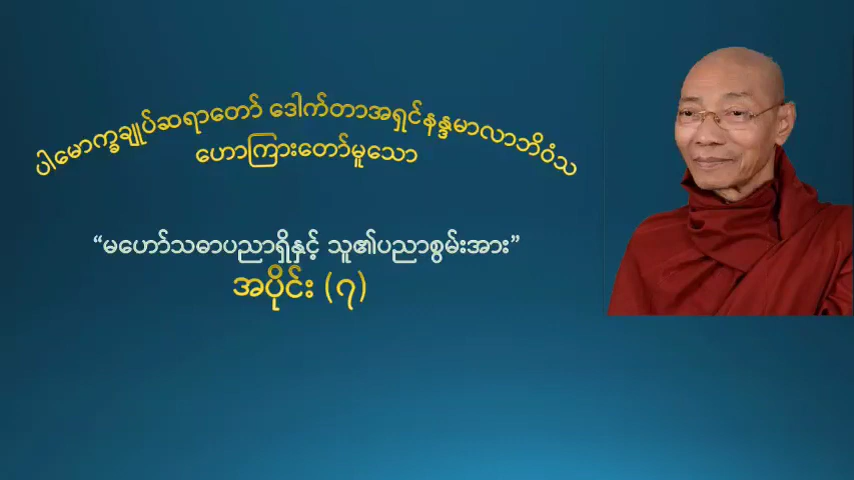 ပါမောက္ခချုပ်ဆရာတော် ဒေါက်တာအရှင်နန္ဒမာလာဘိဝံသ
ဟောကြားတော်မူသော
“မဟော်သဓာပညာရှိနှင့် သူ၏ပညာစွမ်းအား”
အပိုင်း (၇)